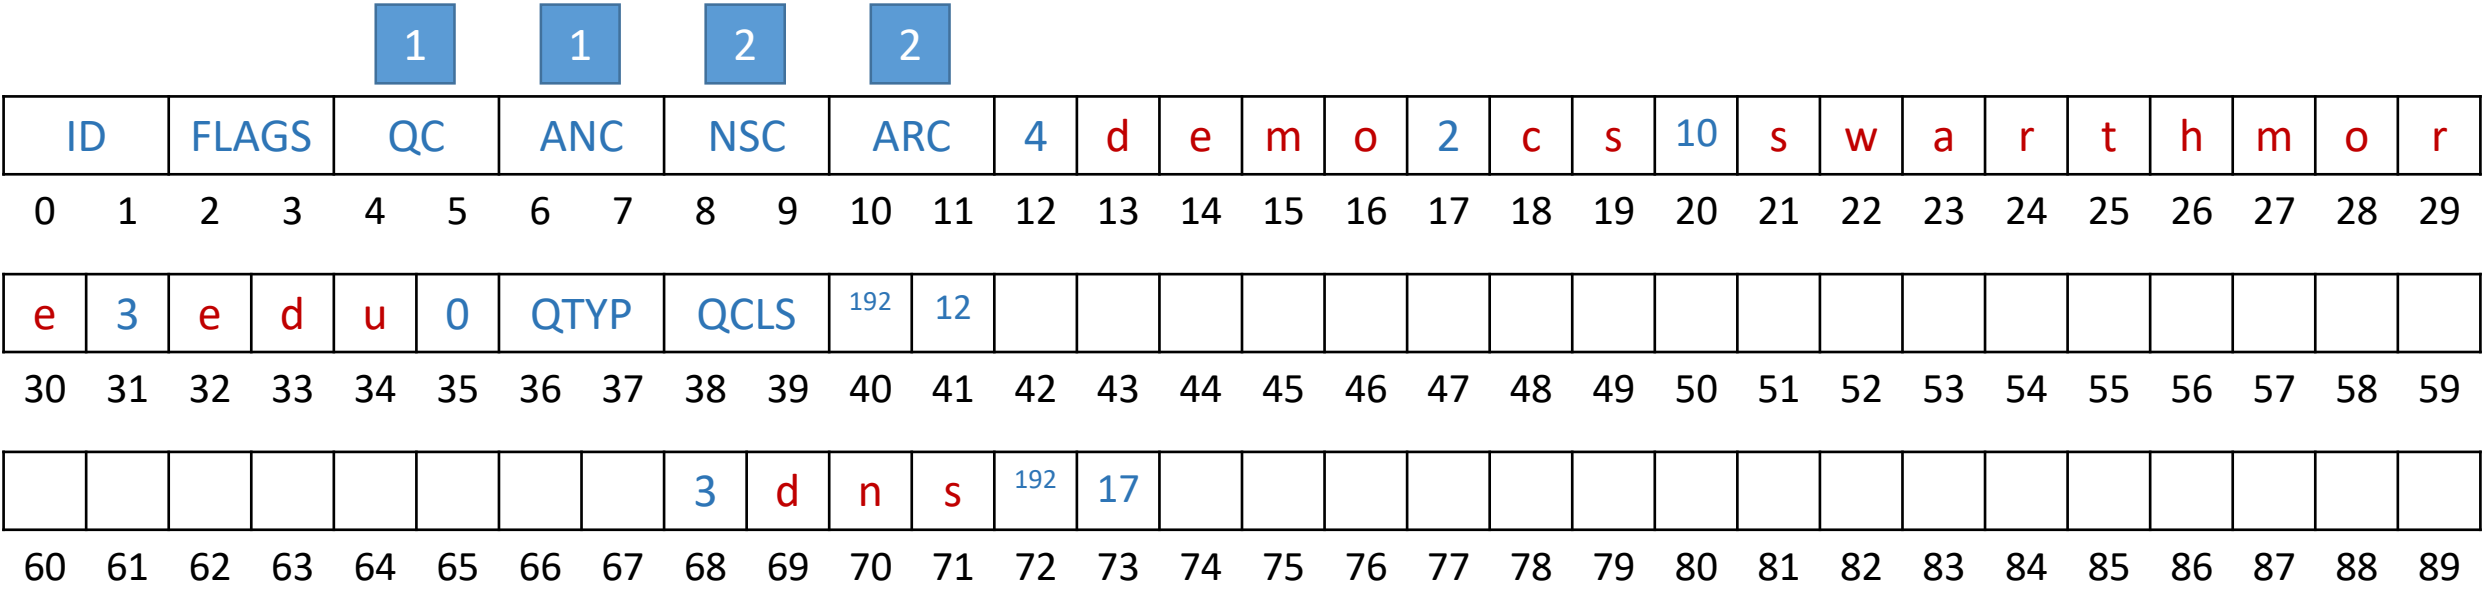 1 1 2 2
ID FLAGS QC ANC NSC ARC 4 d e m o 2 c s 10 s w a r t h m o r
0 1 2 3 4 5 6 7 8 9 10 11 12 13 14 15 16 17 18 19 20 21 22 23 24 25 26 27 28 29
e 3 e d u 0 QTYP QCLS 192 12
30 31 32 33 34 35 36 37 38 39 40 41 42 43 44 45 46 47 48 49 50 51 52 53 54 55 56 57 58 59
3 d n s 192 17
60 61 62 63 64 65 66 67 68 69 70 71 72 73 74 75 76 77 78 79 80 81 82 83 84 85 86 87 88 89